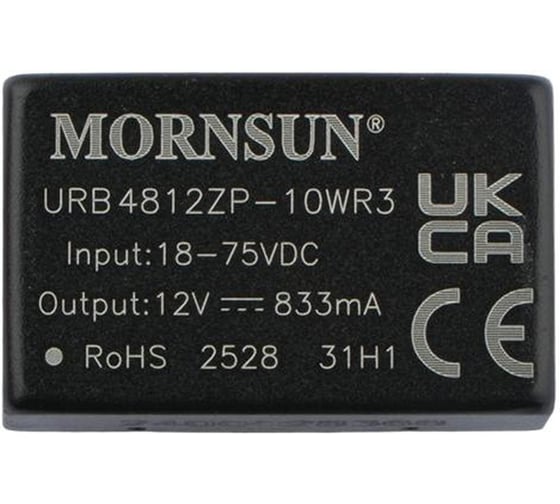 MORNSUN®
URB4812ZP-10WR3
Input:18-75VDC
Output:12V ⎓ 833mA
RoHS 2528 31H1
UK
CA
CE